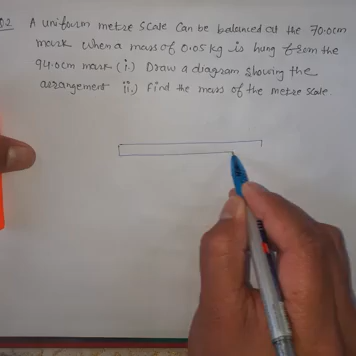 Q2. A uniform metre scale can be balanced at the 70.0cm
mark when a mass of 0.05 kg is hung from the
94.0cm mark (i.) Draw a diagram showing the
arrangement ii.) Find the mass of the metre scale.